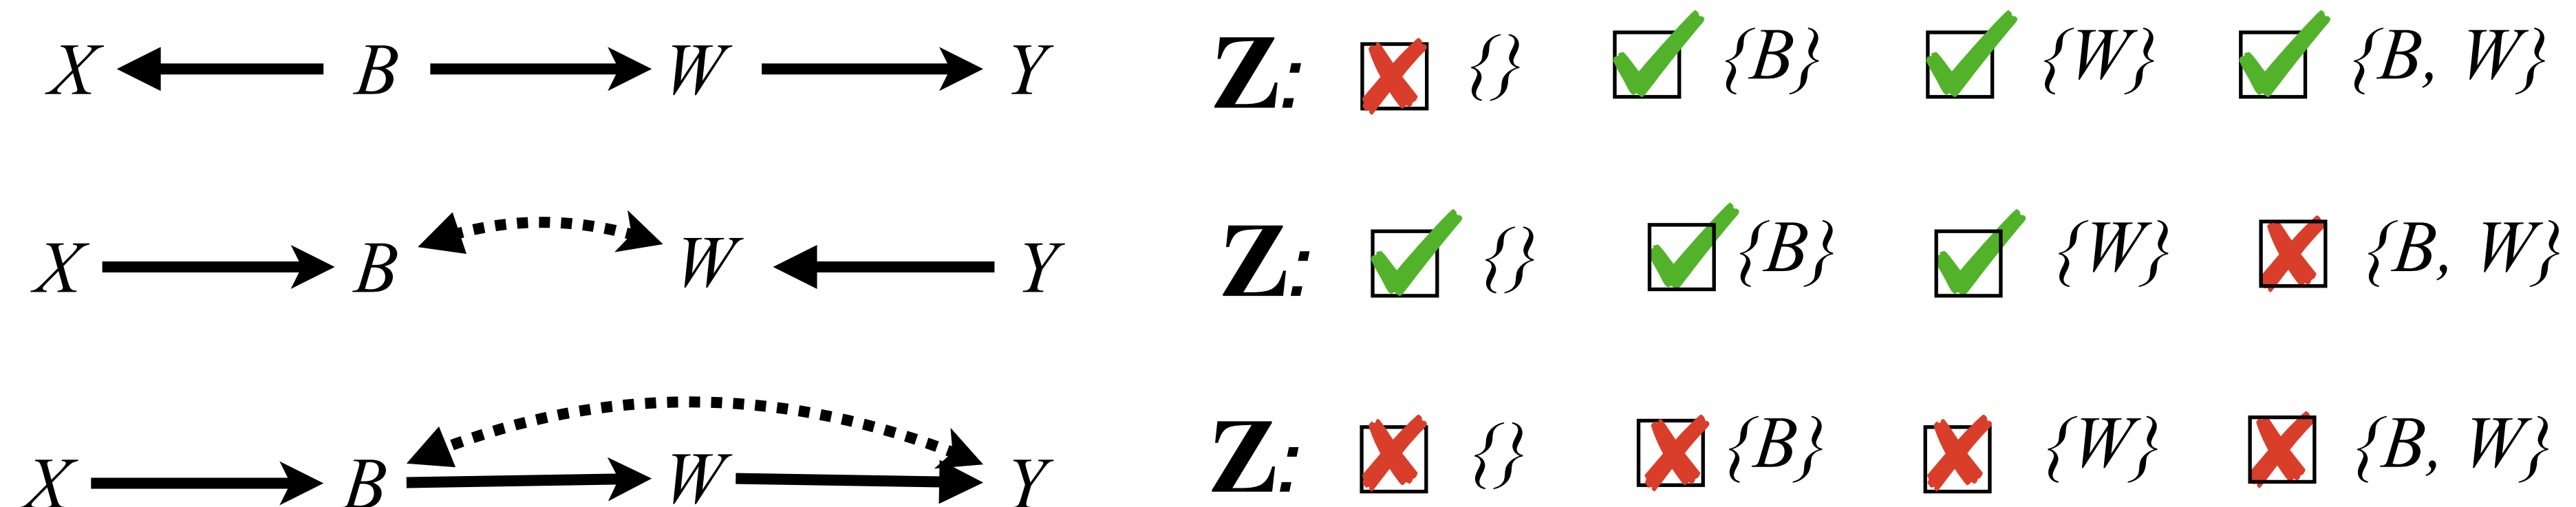 X B W Y Z: {} {B} {W} {B, W}
X B W Y Z: {} {B} {W} {B, W}
X B W Y Z: {} {B} {W} {B, W}